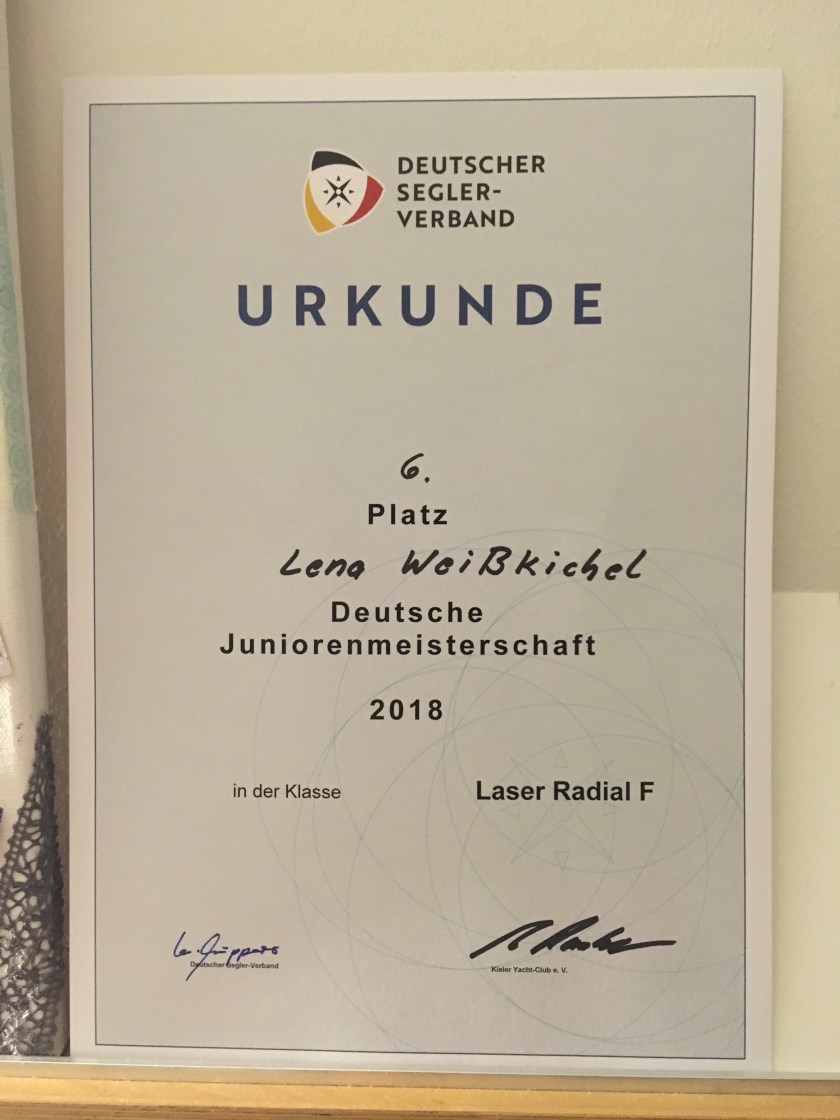 DEUTSCHER
SEGLER-
VERBAND
URKUNDE
6.
Platz
Lena Weißkichel
Deutsche
Juniorenmeisterschaft
2018
in der Klasse Laser Radial F
Deutscher Segler-Verband
Kieler Yacht-Club e. V.